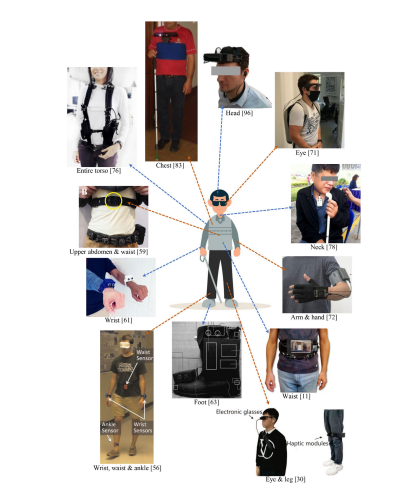 Head [96]
Chest [83]
Eye [71]
Entire torso [76]
Neck [78]
Upper abdomen & waist [59]
Wrist [61]
Arm & hand [72]
Waist [11]
Foot [63]
Waist
Sensor
Ankle
Sensor
Wrist
Sensors
Wrist, waist & ankle [56]
Electronic glasses
Haptic modules
Eye & leg [30]